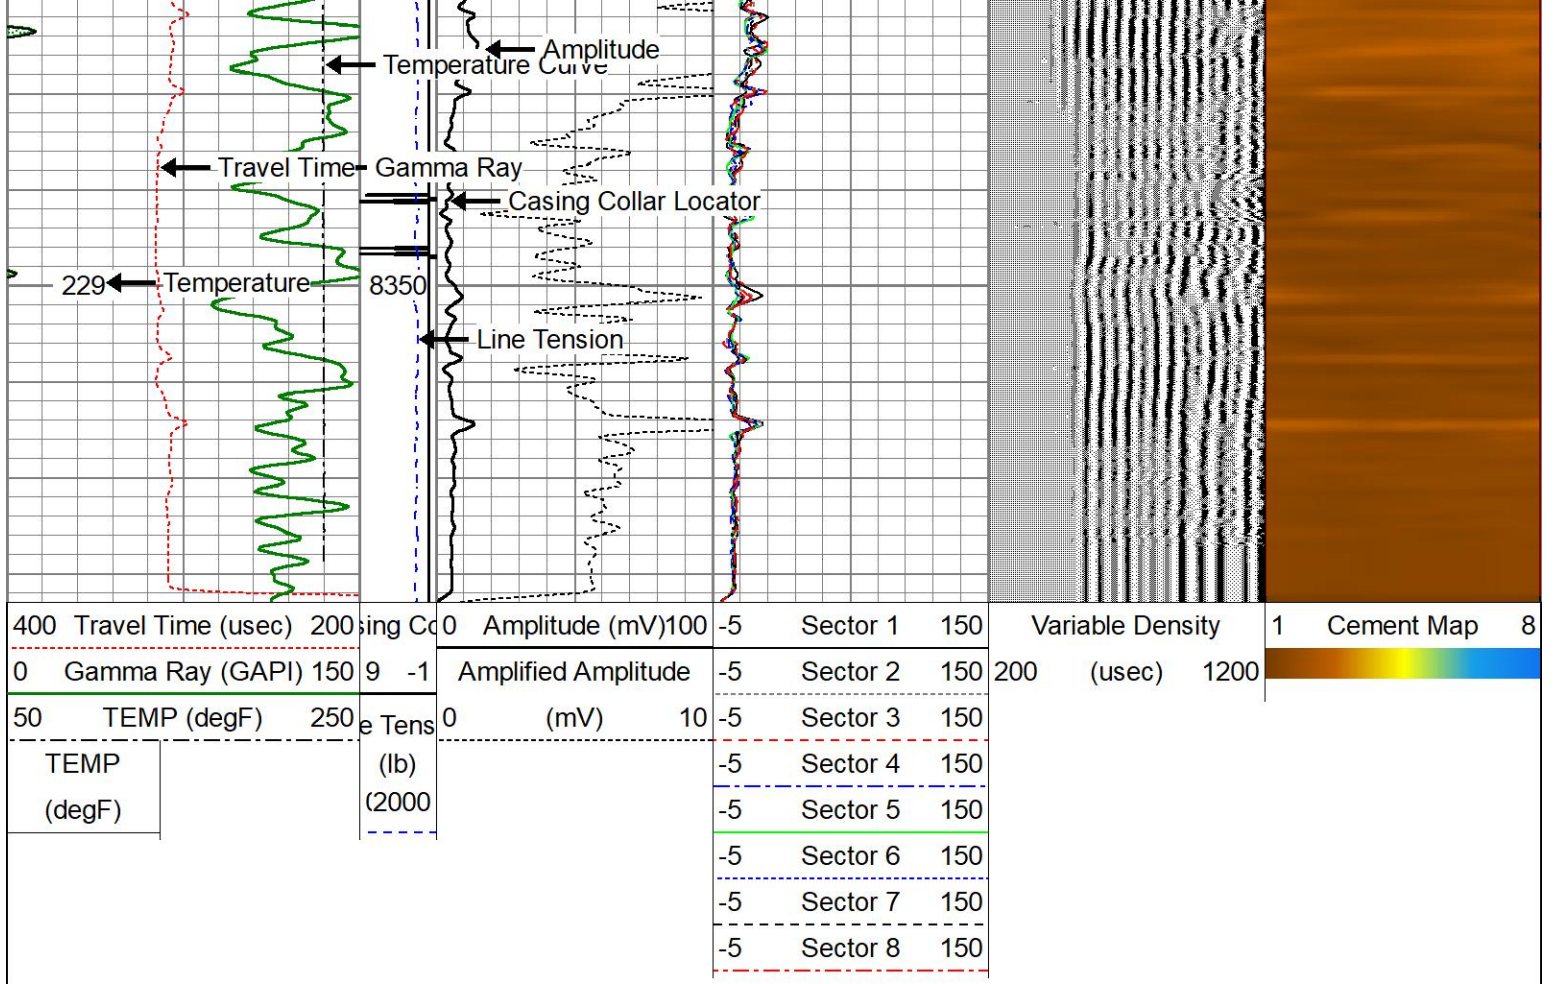 Amplitude
Temperature Curve
Travel Time Gamma Ray
Casing Collar Locator
229 Temperature 8350
Line Tension
400 Travel Time (usec) 200
0 Gamma Ray (GAPI) 150
50 TEMP (degF) 250
TEMP
(degF)
sing Co
9 -1
e Tens
(lb)
2000
0 Amplitude (mV)100
Amplified Amplitude
0 (mV) 10
-5 Sector 1 150
-5 Sector 2 150
-5 Sector 3 150
-5 Sector 4 150
-5 Sector 5 150
-5 Sector 6 150
-5 Sector 7 150
-5 Sector 8 150
Variable Density
200 (usec) 1200
1 Cement Map 8